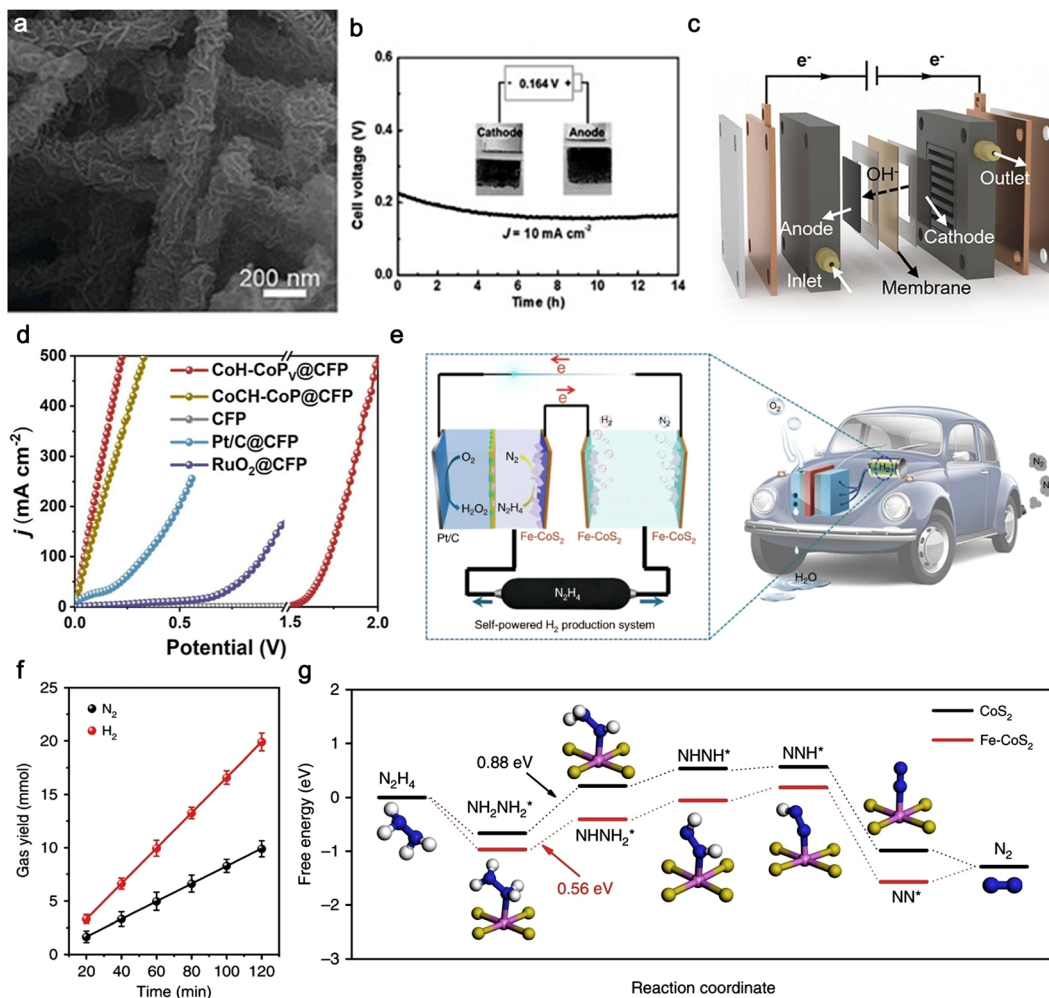 a
200 nm
b
0.6
0.4
0.2
0.0
Cell voltage (V)
- 0.164 V +
Cathode
Anode
J = 10 mA cm⁻²
0 2 4 6 8 10 12 14
Time (h)
c
e⁻
e⁻
OH⁻
Outlet
Anode
Cathode
Inlet
Membrane
d
500
400
300
200
100
0
j (mA cm⁻²)
CoH-CoPᵥ@CFP
CoCH-CoP@CFP
CFP
Pt/C@CFP
RuO₂@CFP
0.0 0.5 1.5 2.0
Potential (V)
e
e
e
H₂
N₂
O₂
N₂
H₂O₂
N₂H₄
Pt/C
Fe-CoS₂
Fe-CoS₂
Fe-CoS₂
N₂H₄
Self-powered H₂ production system
O₂
H₂
N₂
H₂O
f
25
20
15
10
5
0
Gas yield (mmol)
N₂
H₂
20 40 60 80 100 120
Time (min)
g
2
1
0
−1
−2
−3
Free energy (eV)
CoS₂
Fe-CoS₂
N₂H₄
NH₂NH₂*
0.88 eV
0.56 eV
NHNH₂*
NHNH*
NNH*
NN*
N₂
Reaction coordinate